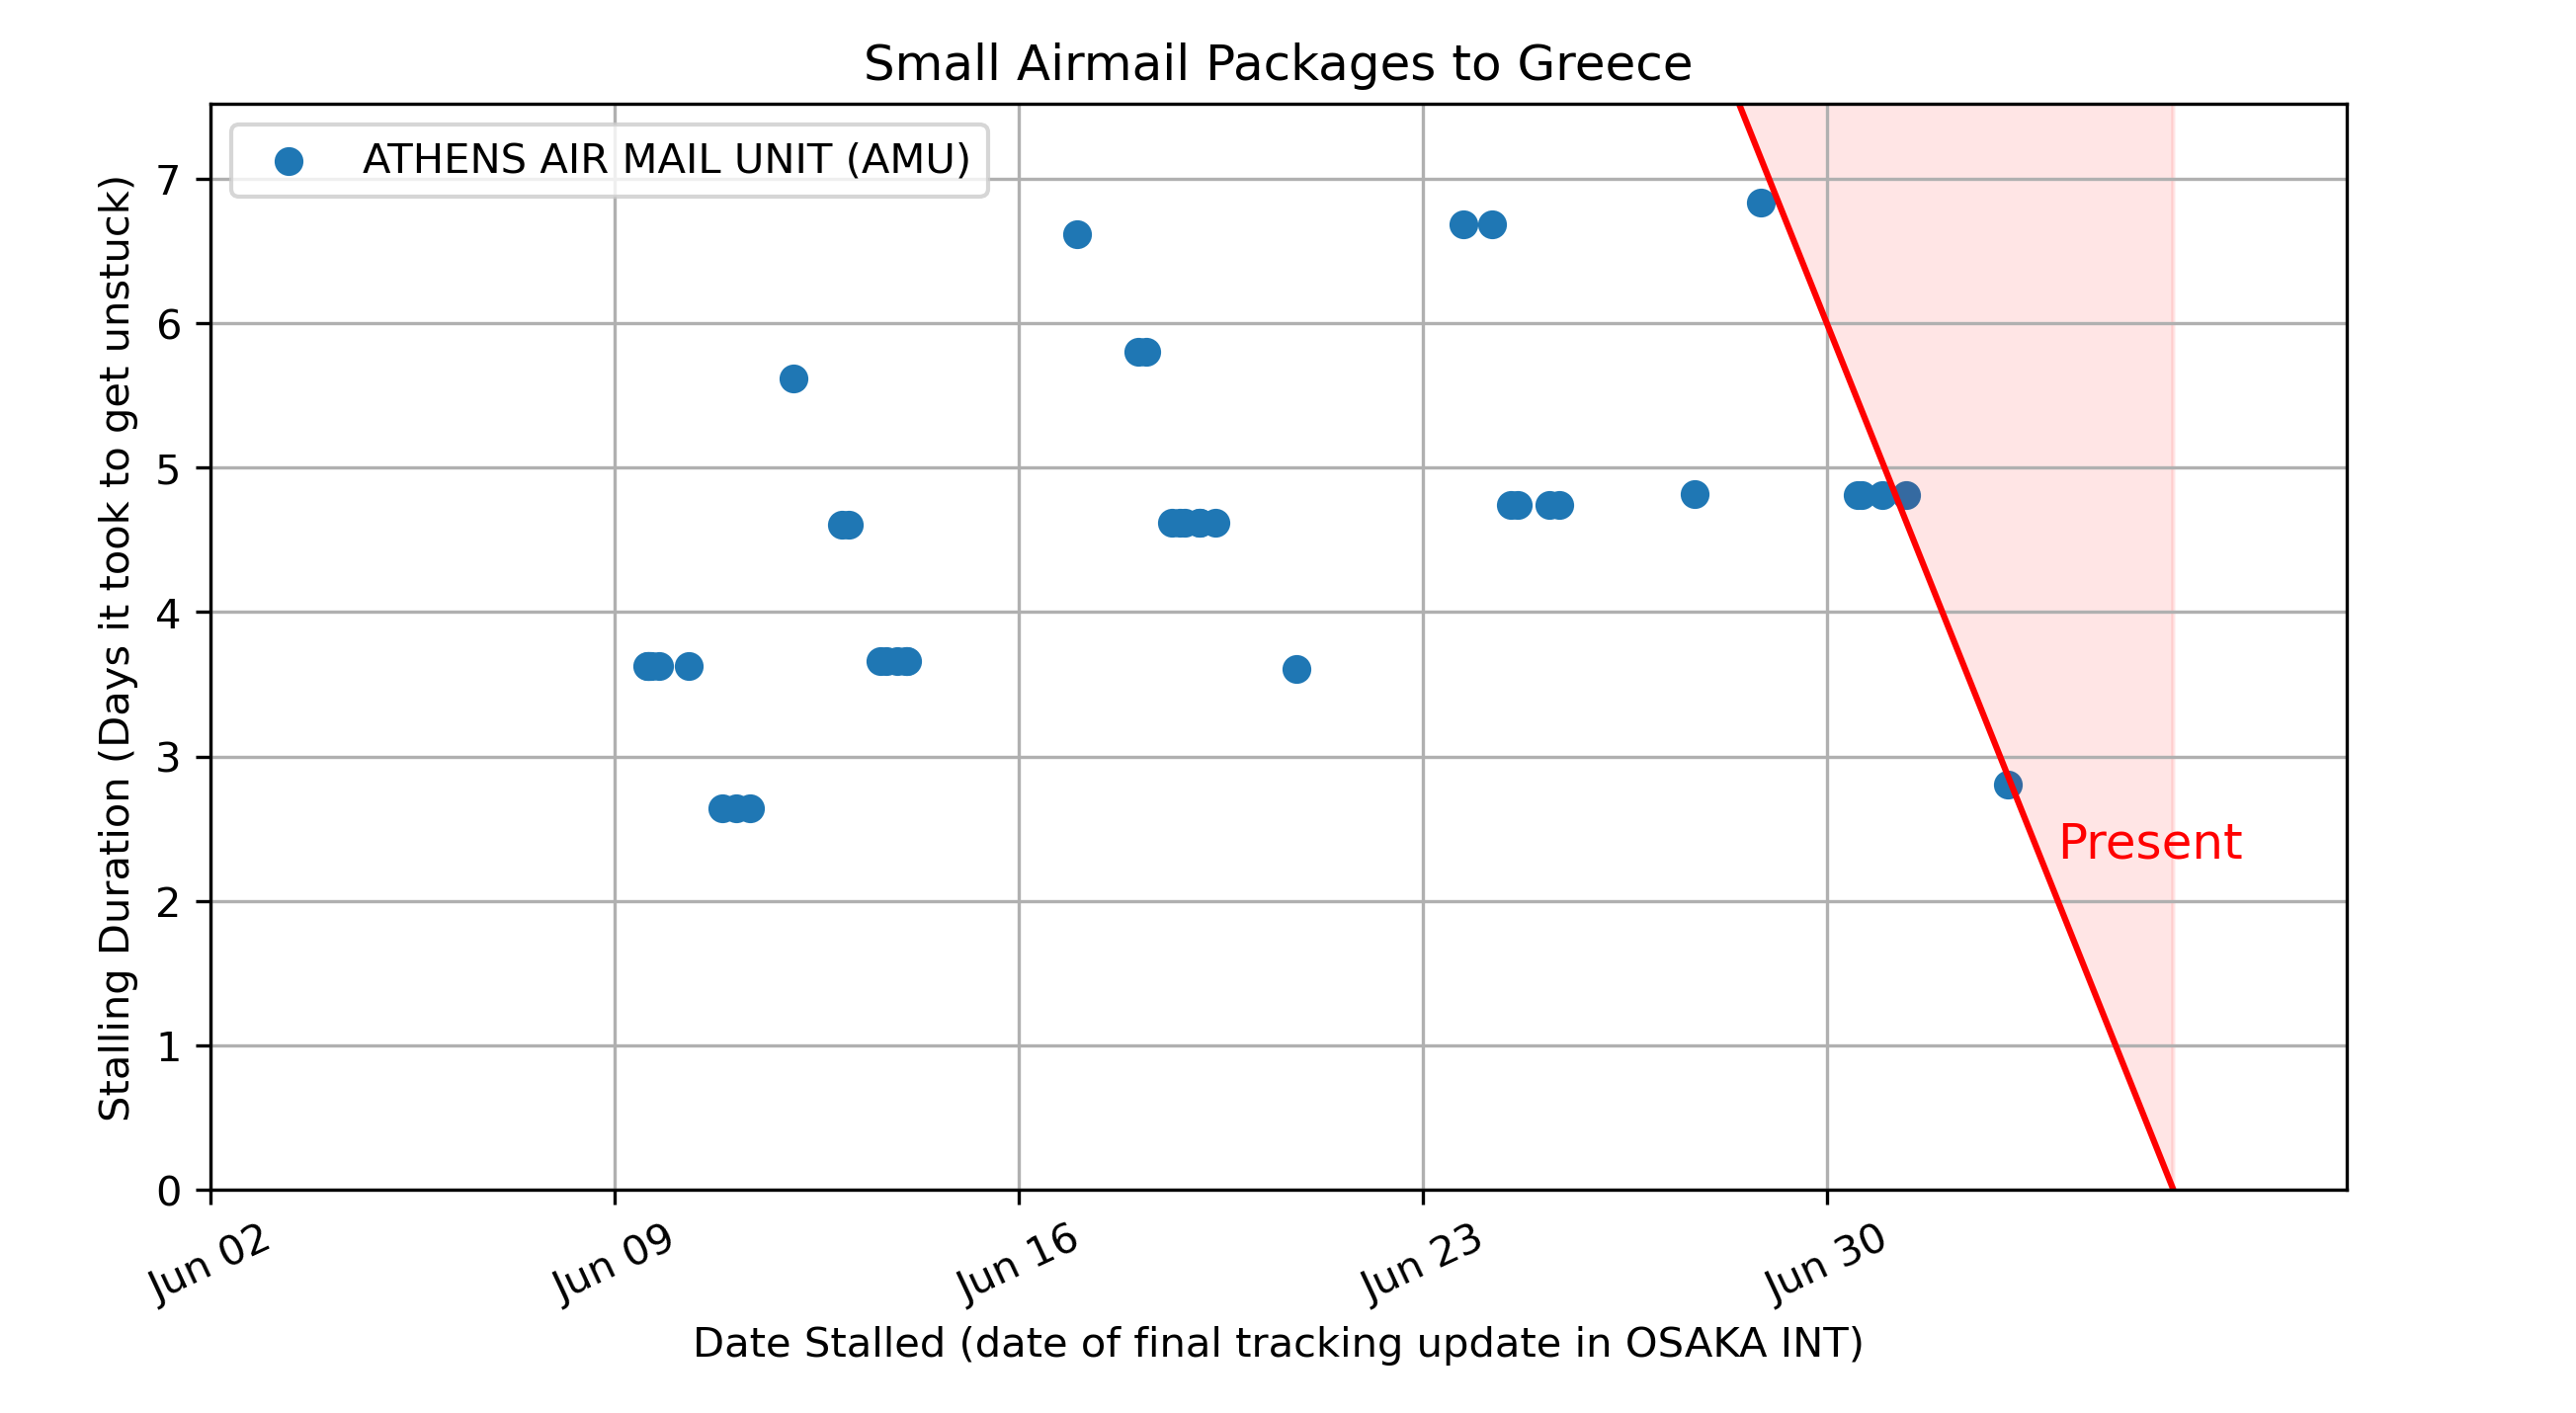 Small Airmail Packages to Greece
ATHENS AIR MAIL UNIT (AMU)
Stalling Duration (Days it took to get unstuck)
7
6
5
4
3
2
1
0
Present
Jun 02
Jun 09
Jun 16
Jun 23
Jun 30
Date Stalled (date of final tracking update in OSAKA INT)